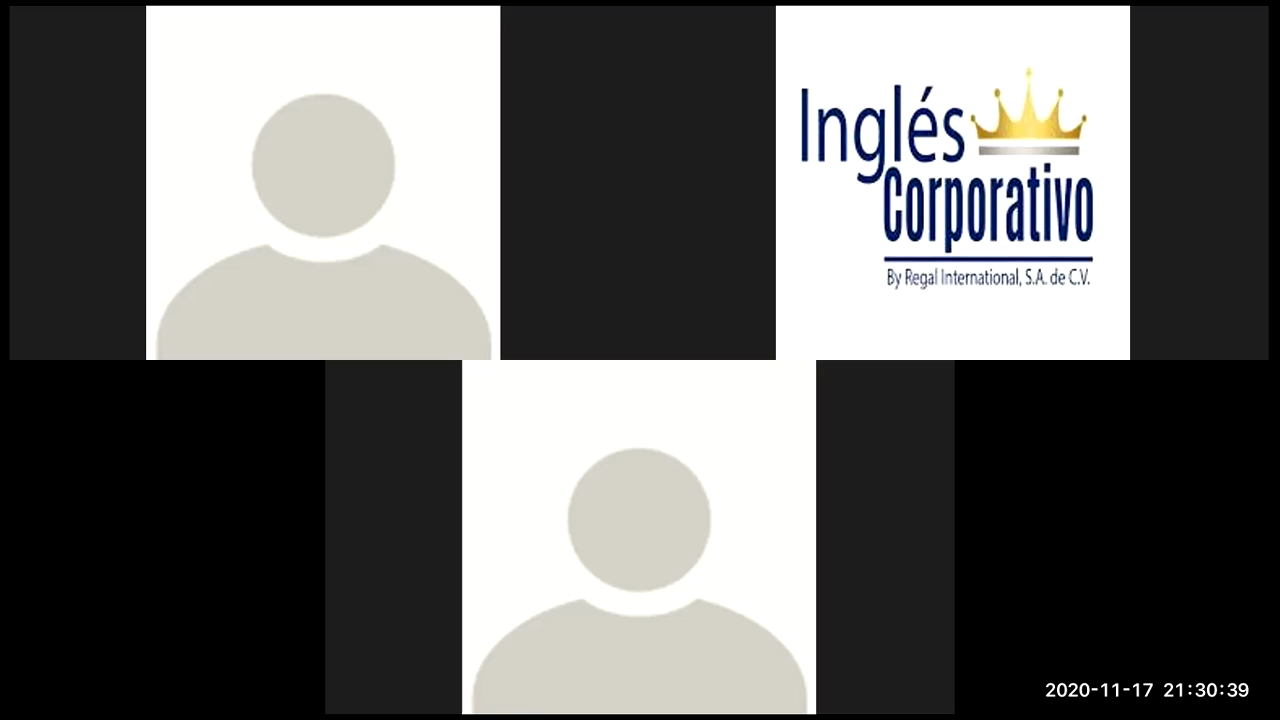 Inglés
Corporativo
By Regal International, S.A. de C.V.
2020-11-17 21:30:39